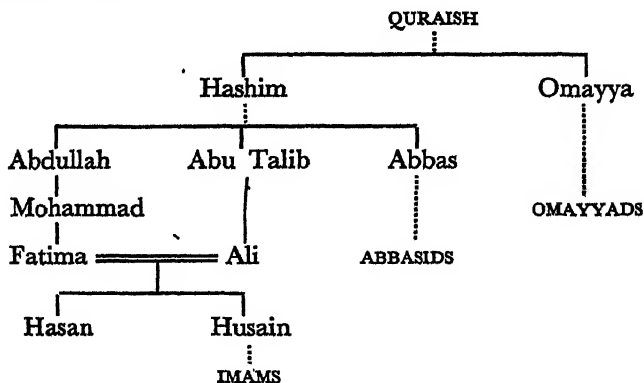 QURAISH
Hashim Omayya
Abdullah Abu Talib Abbas
Mohammad OMAYYADS
Fatima Ali ABBASIDS
Hasan Husain
IMAMS